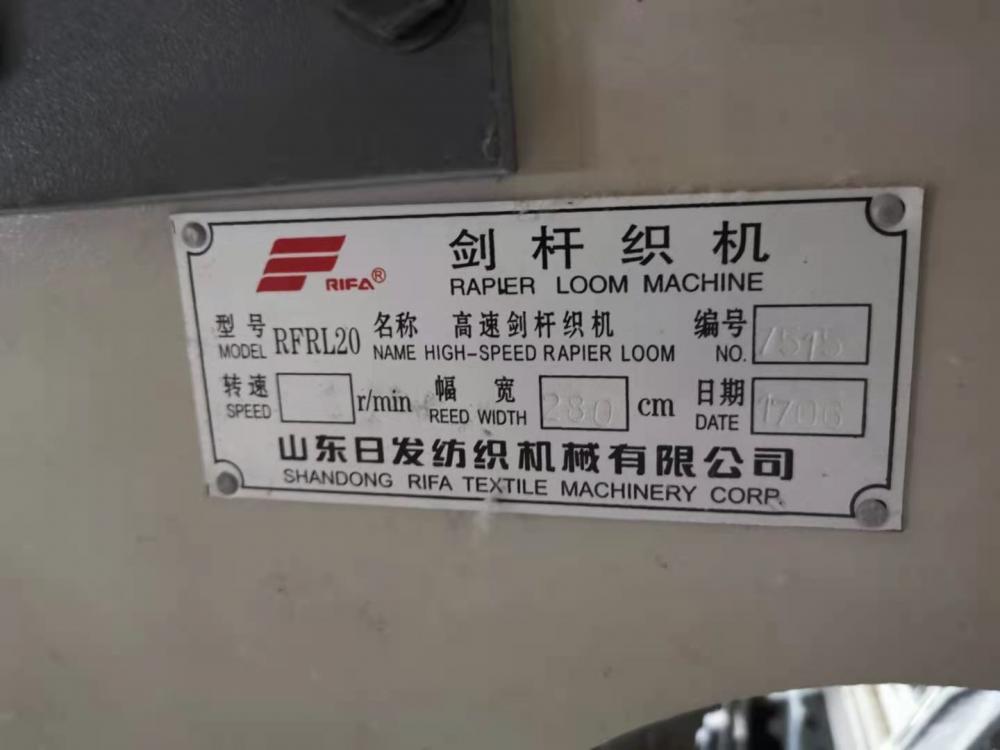 RIFA®
剑杆织机
RAPIER LOOM MACHINE
型号 RFRL20 名称 高速剑杆织机 编号
MODEL NAME HIGH-SPEED RAPIER LOOM NO.
转速 r/min 幅宽 280 cm 日期 1706
SPEED REED WIDTH DATE
山东日发纺织机械有限公司
SHANDONG RIFA TEXTILE MACHINERY CORP.